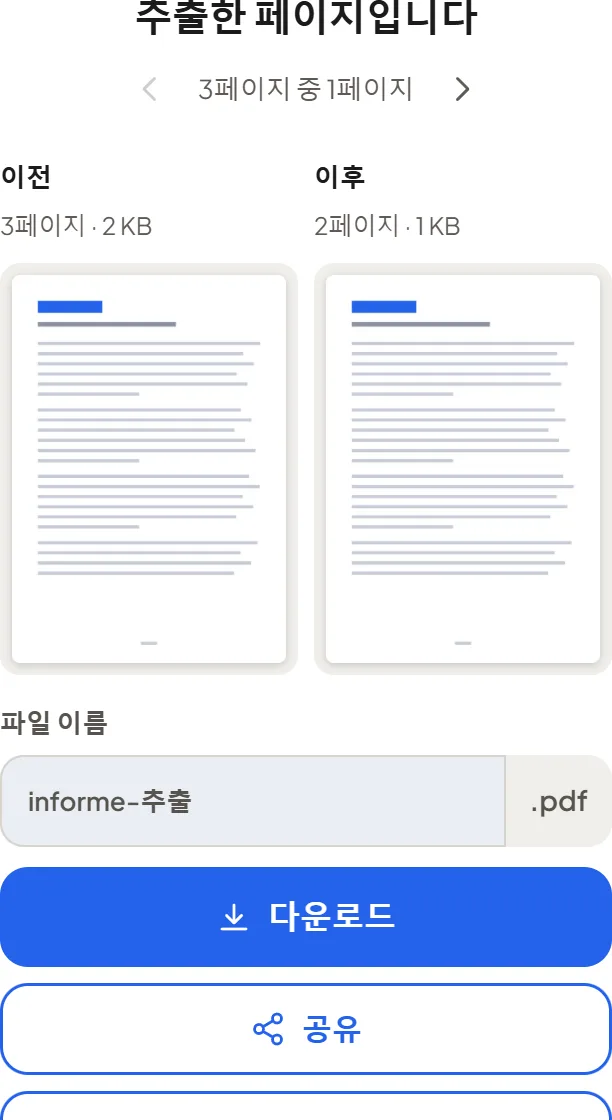 추출한 페이지입니다
3페이지 중 1페이지
이전
3페이지 · 2 KB
이후
2페이지 · 1 KB
파일 이름
informe-추출
.pdf
다운로드
공유